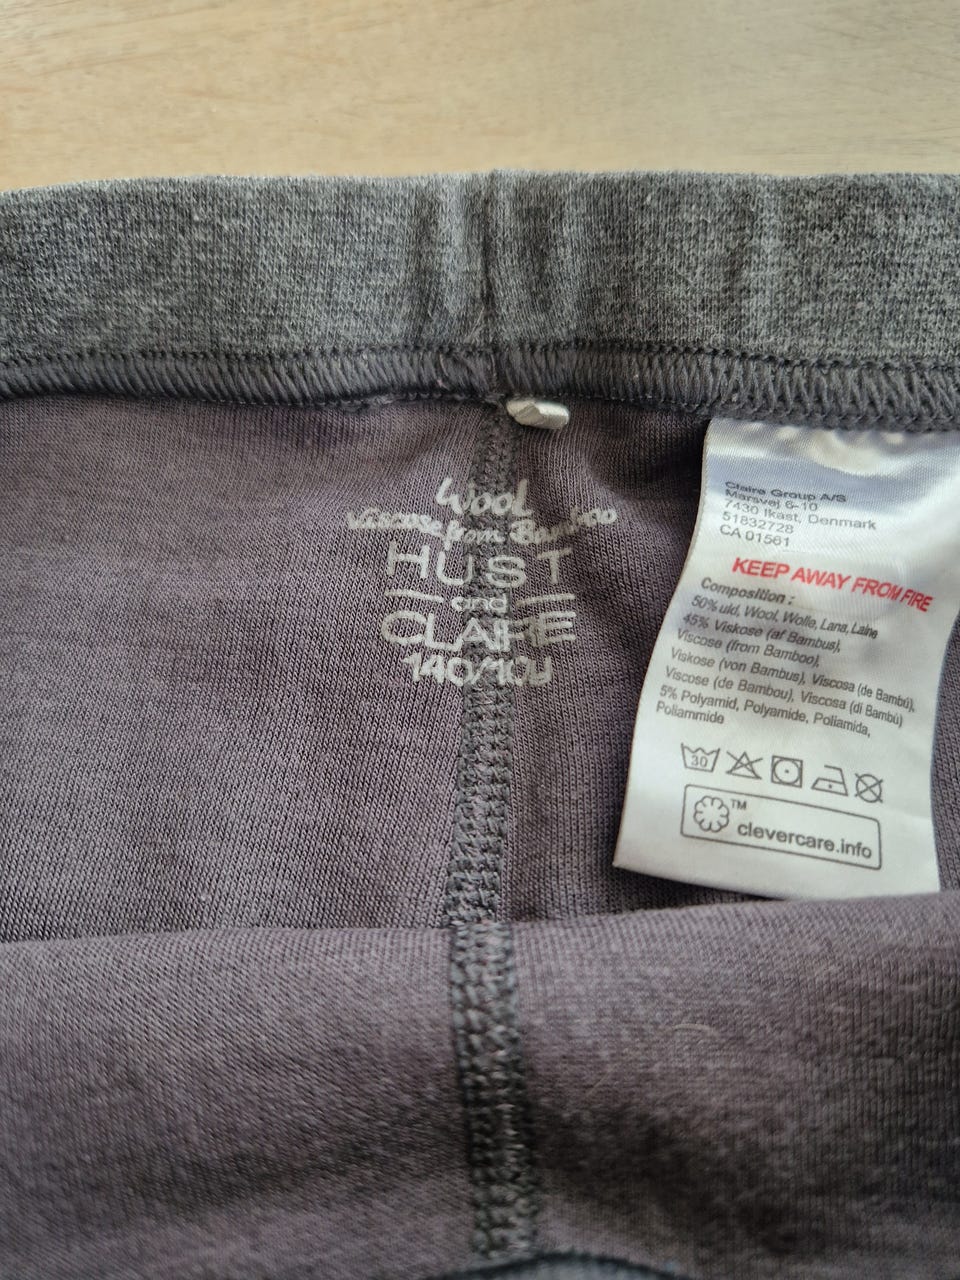 Wool
Viscose from Bamboo
HUST
and
CLAIRE
140/10y
Claire Group A/S
Marsvej 6-10
7430 Ikast, Denmark
51832728
CA 01561
KEEP AWAY FROM FIRE
Composition :
50% uld, Wool, Wolle, Lana, Laine
45% Viskose (af Bambus),
Viscose (from Bamboo),
Viskose (von Bambus), Viscosa (de Bambú),
Viscose (de Bambou), Viscosa (di Bambú)
5% Polyamid, Polyamide, Poliamida,
Poliammide
30
TM
clevercare.info